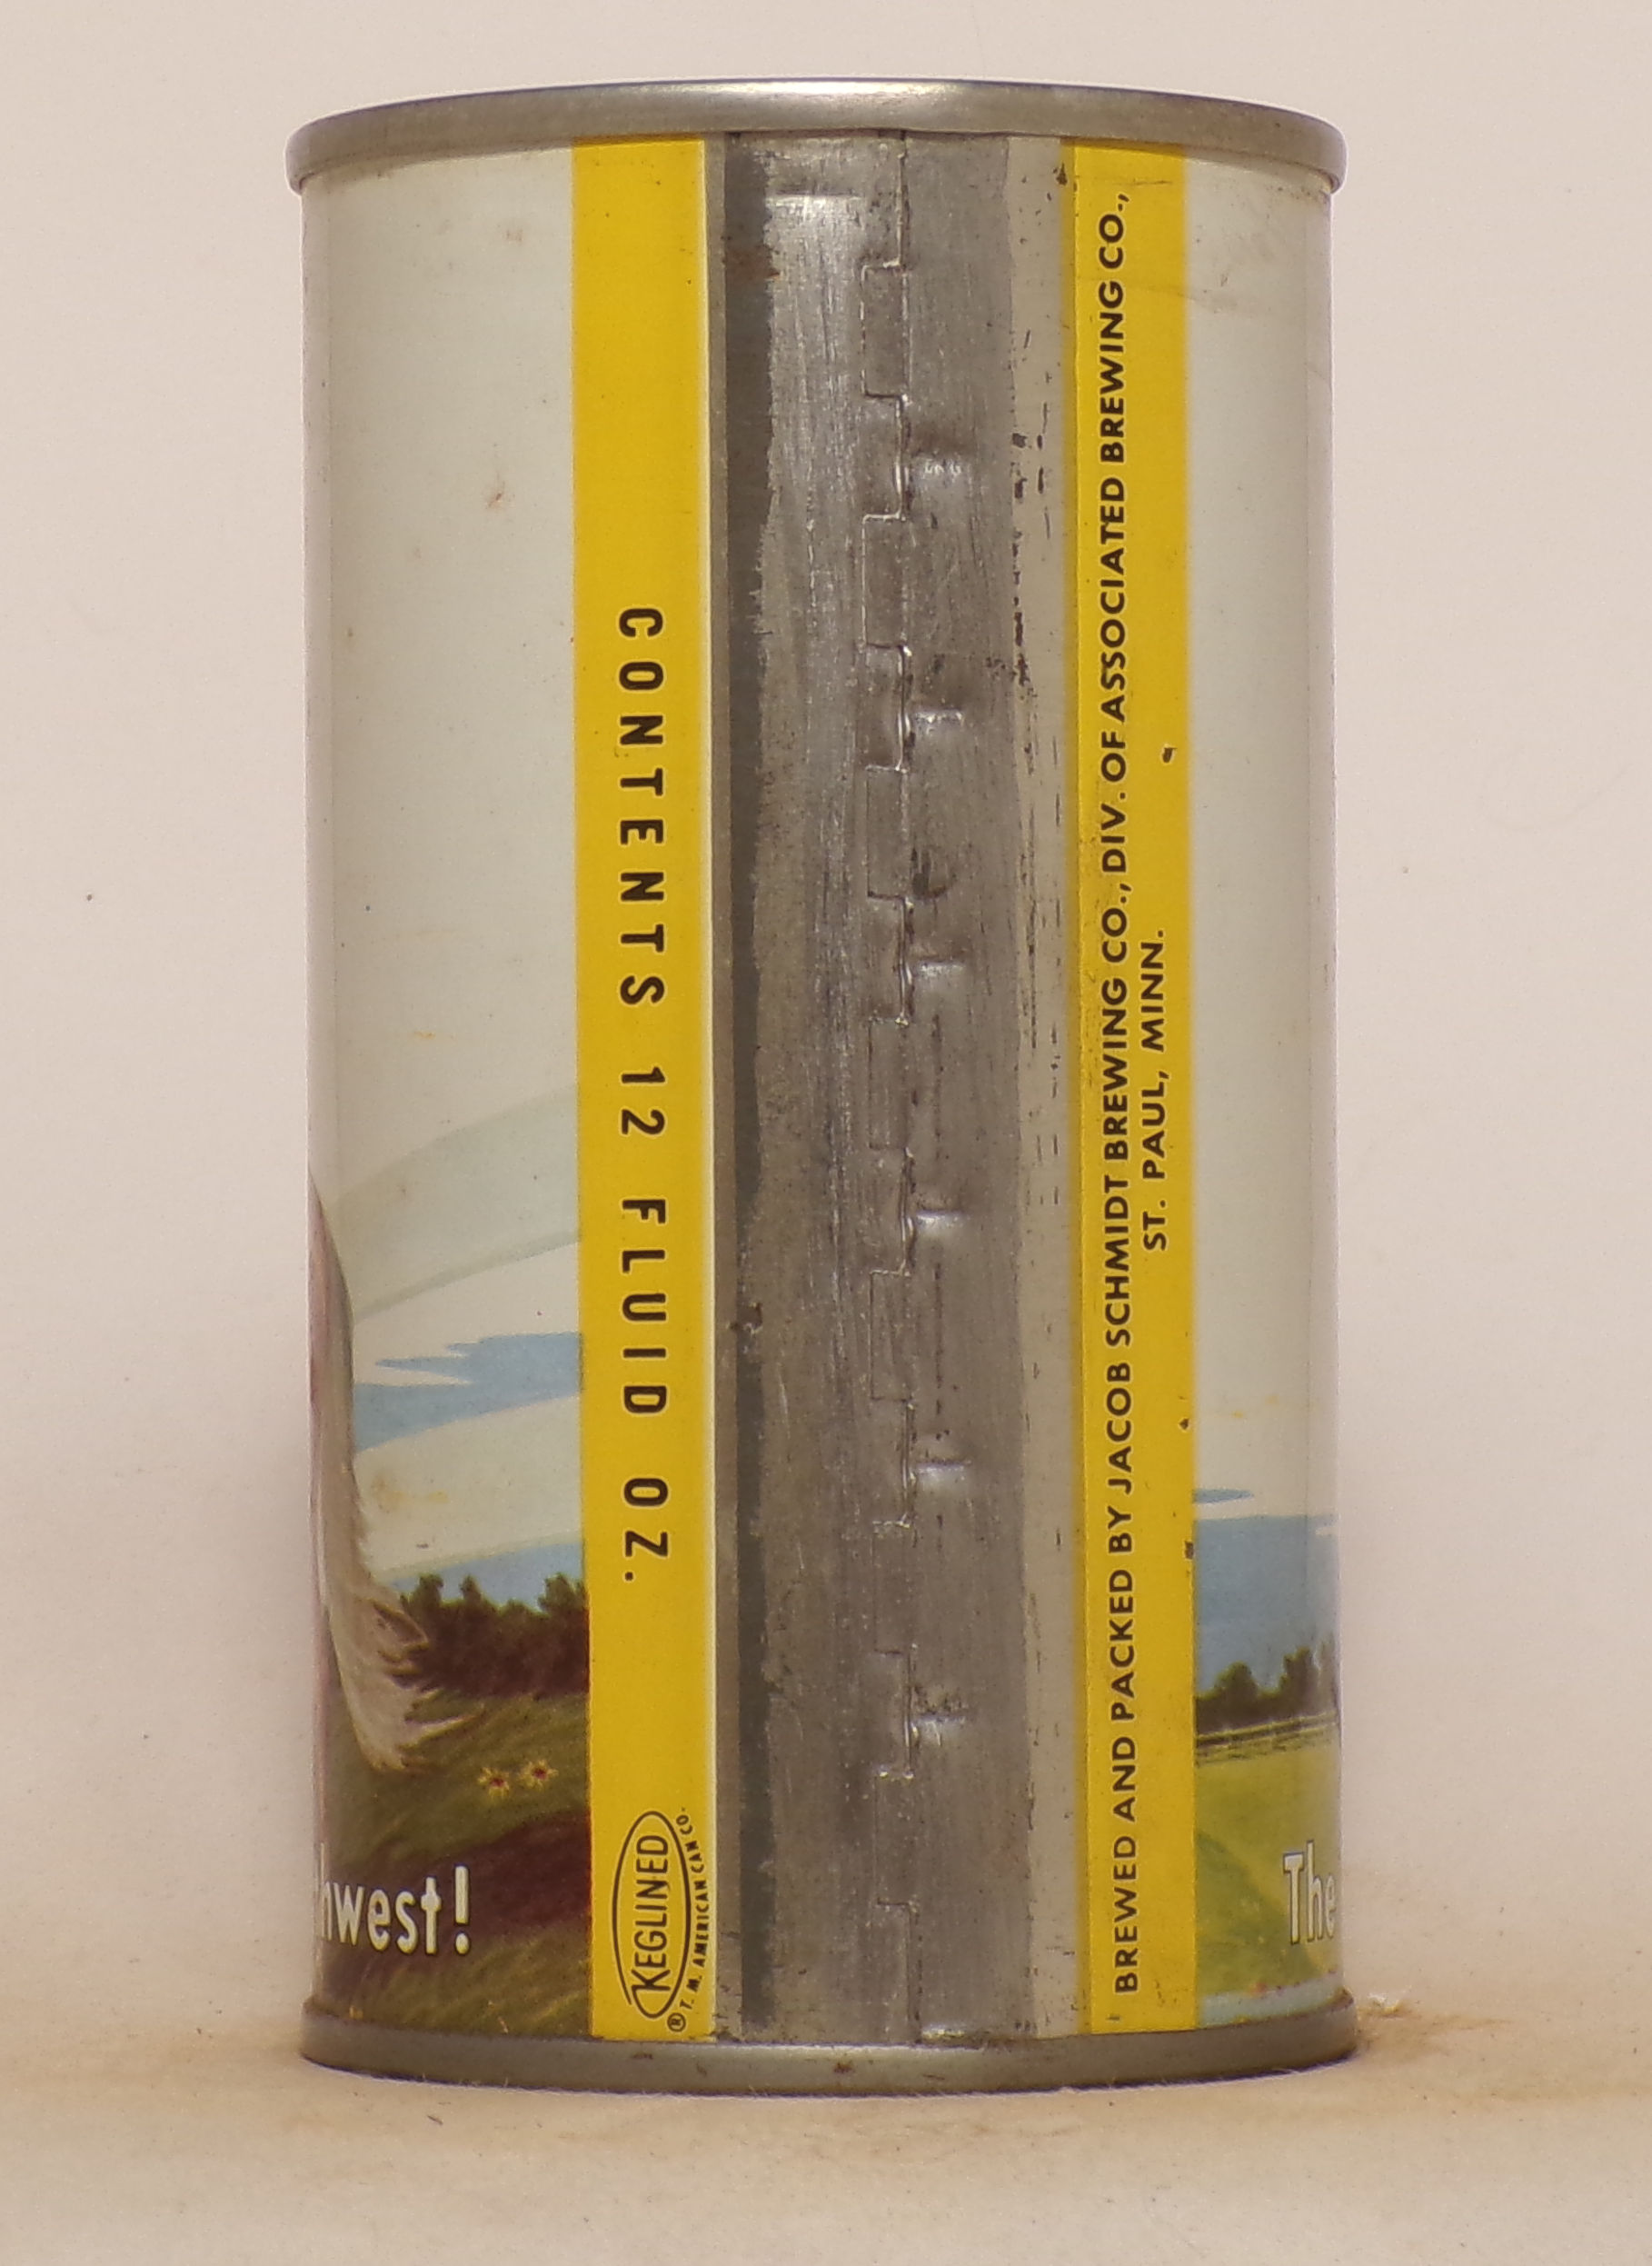 CONTENTS 12 FLUID OZ.
KEGLINED
® T. M. AMERICAN CAN CO.
BREWED AND PACKED BY JACOB SCHMIDT BREWING CO., DIV. OF ASSOCIATED BREWING CO.,
ST. PAUL, MINN.
hwest!
The